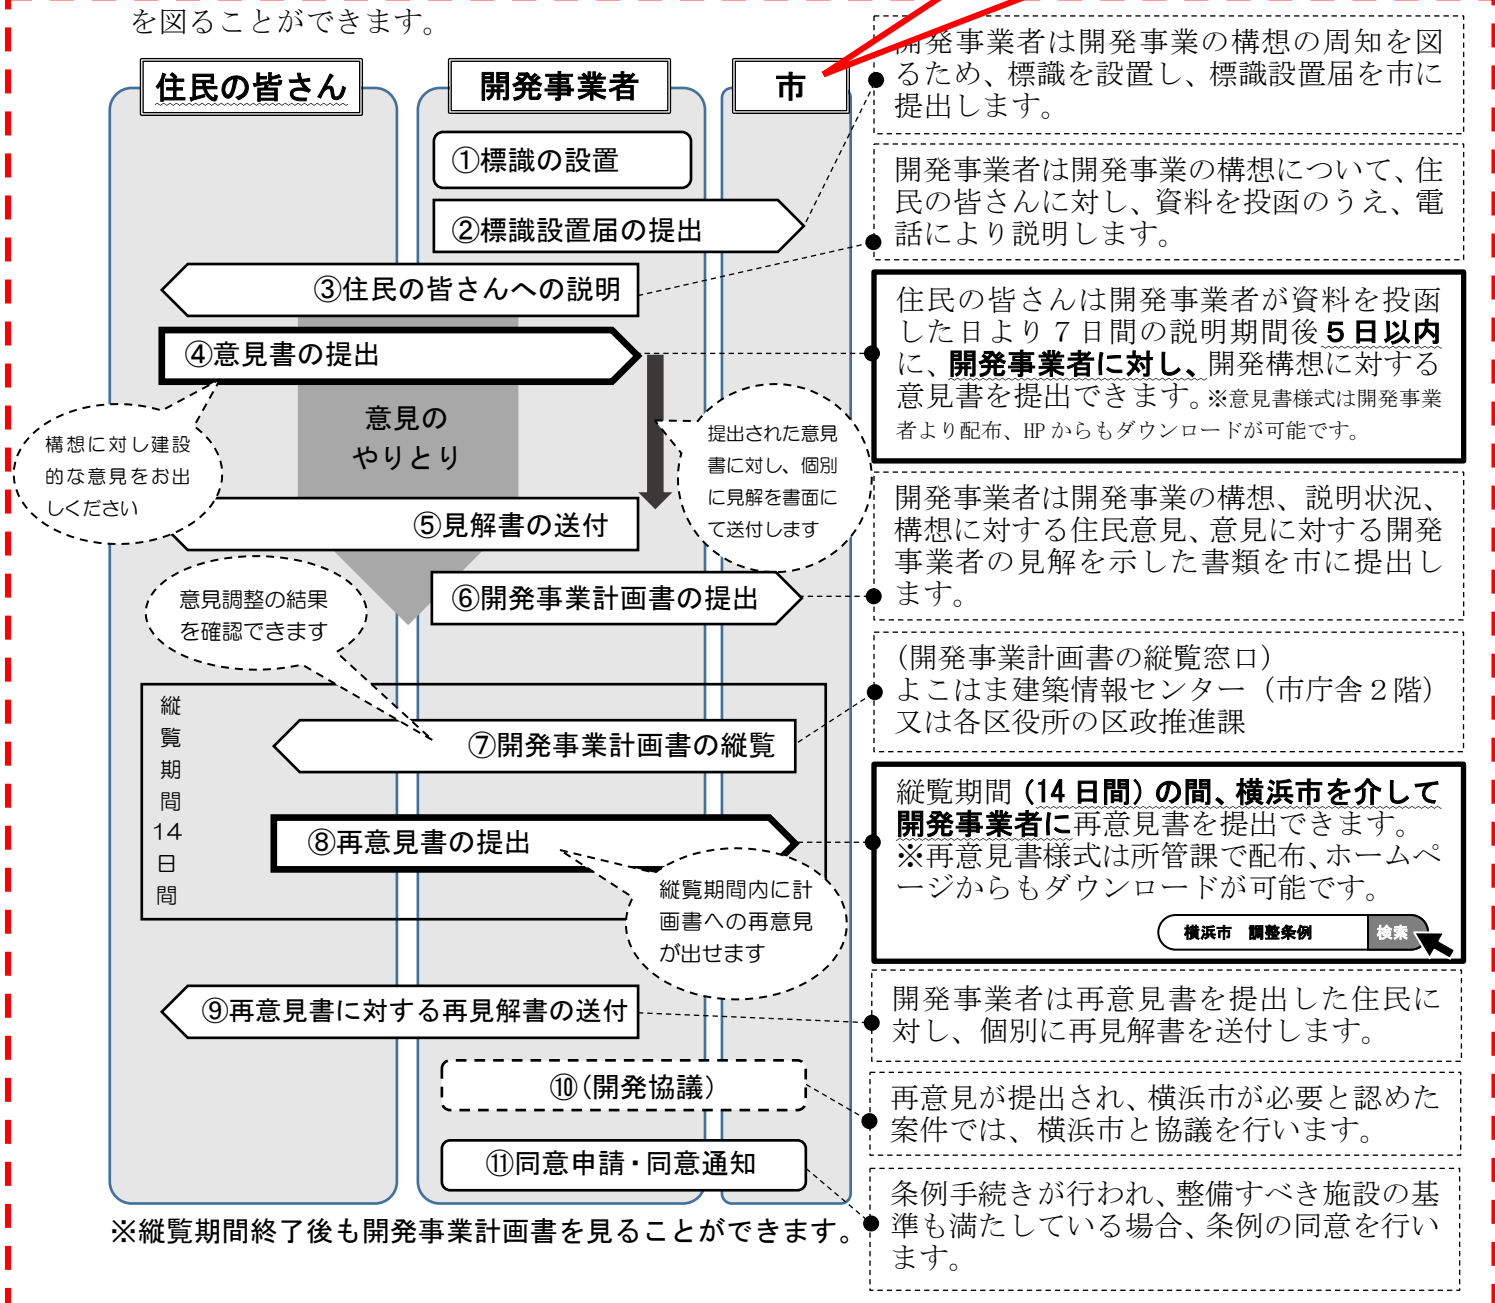 を図ることができます。
住民の皆さん
開発事業者
市
①標識の設置
②標識設置届の提出
③住民の皆さんへの説明
④意見書の提出
意見の
やりとり
構想に対し建設
的な意見をお出
しください
提出された意見
書に対し、個別
に見解を書面に
て送付します
⑤見解書の送付
⑥開発事業計画書の提出
意見調整の結果
を確認できます
縦覧期間14日間
⑦開発事業計画書の縦覧
⑧再意見書の提出
縦覧期間内に計
画書への再意見
が出せます
⑨再意見書に対する再見解書の送付
⑩(開発協議)
⑪同意申請・同意通知
※縦覧期間終了後も開発事業計画書を見ることができます。
開発事業者は開発事業の構想の周知を図
るため、標識を設置し、標識設置届を市に
提出します。
開発事業者は開発事業の構想について、住
民の皆さんに対し、資料を投函のうえ、電
話により説明します。
住民の皆さんは開発事業者が資料を投函
した日より７日間の説明期間後５日以内
に、開発事業者に対し、開発構想に対する
意見書を提出できます。※意見書様式は開発事業
者より配布、HPからもダウンロードが可能です。
開発事業者は開発事業の構想、説明状況、
構想に対する住民意見、意見に対する開発
事業者の見解を示した書類を市に提出し
ます。
(開発事業計画書の縦覧窓口)
よこはま建築情報センター（市庁舎２階）
又は各区役所の区政推進課
縦覧期間(14日間)の間、横浜市を介して
開発事業者に再意見書を提出できます。
※再意見書様式は所管課で配布、ホームペ
ージからもダウンロードが可能です。
横浜市　調整条例
検索
開発事業者は再意見書を提出した住民に
対し、個別に再見解書を送付します。
再意見が提出され、横浜市が必要と認めた
案件では、横浜市と協議を行います。
条例手続きが行われ、整備すべき施設の基
準も満たしている場合、条例の同意を行い
ます。